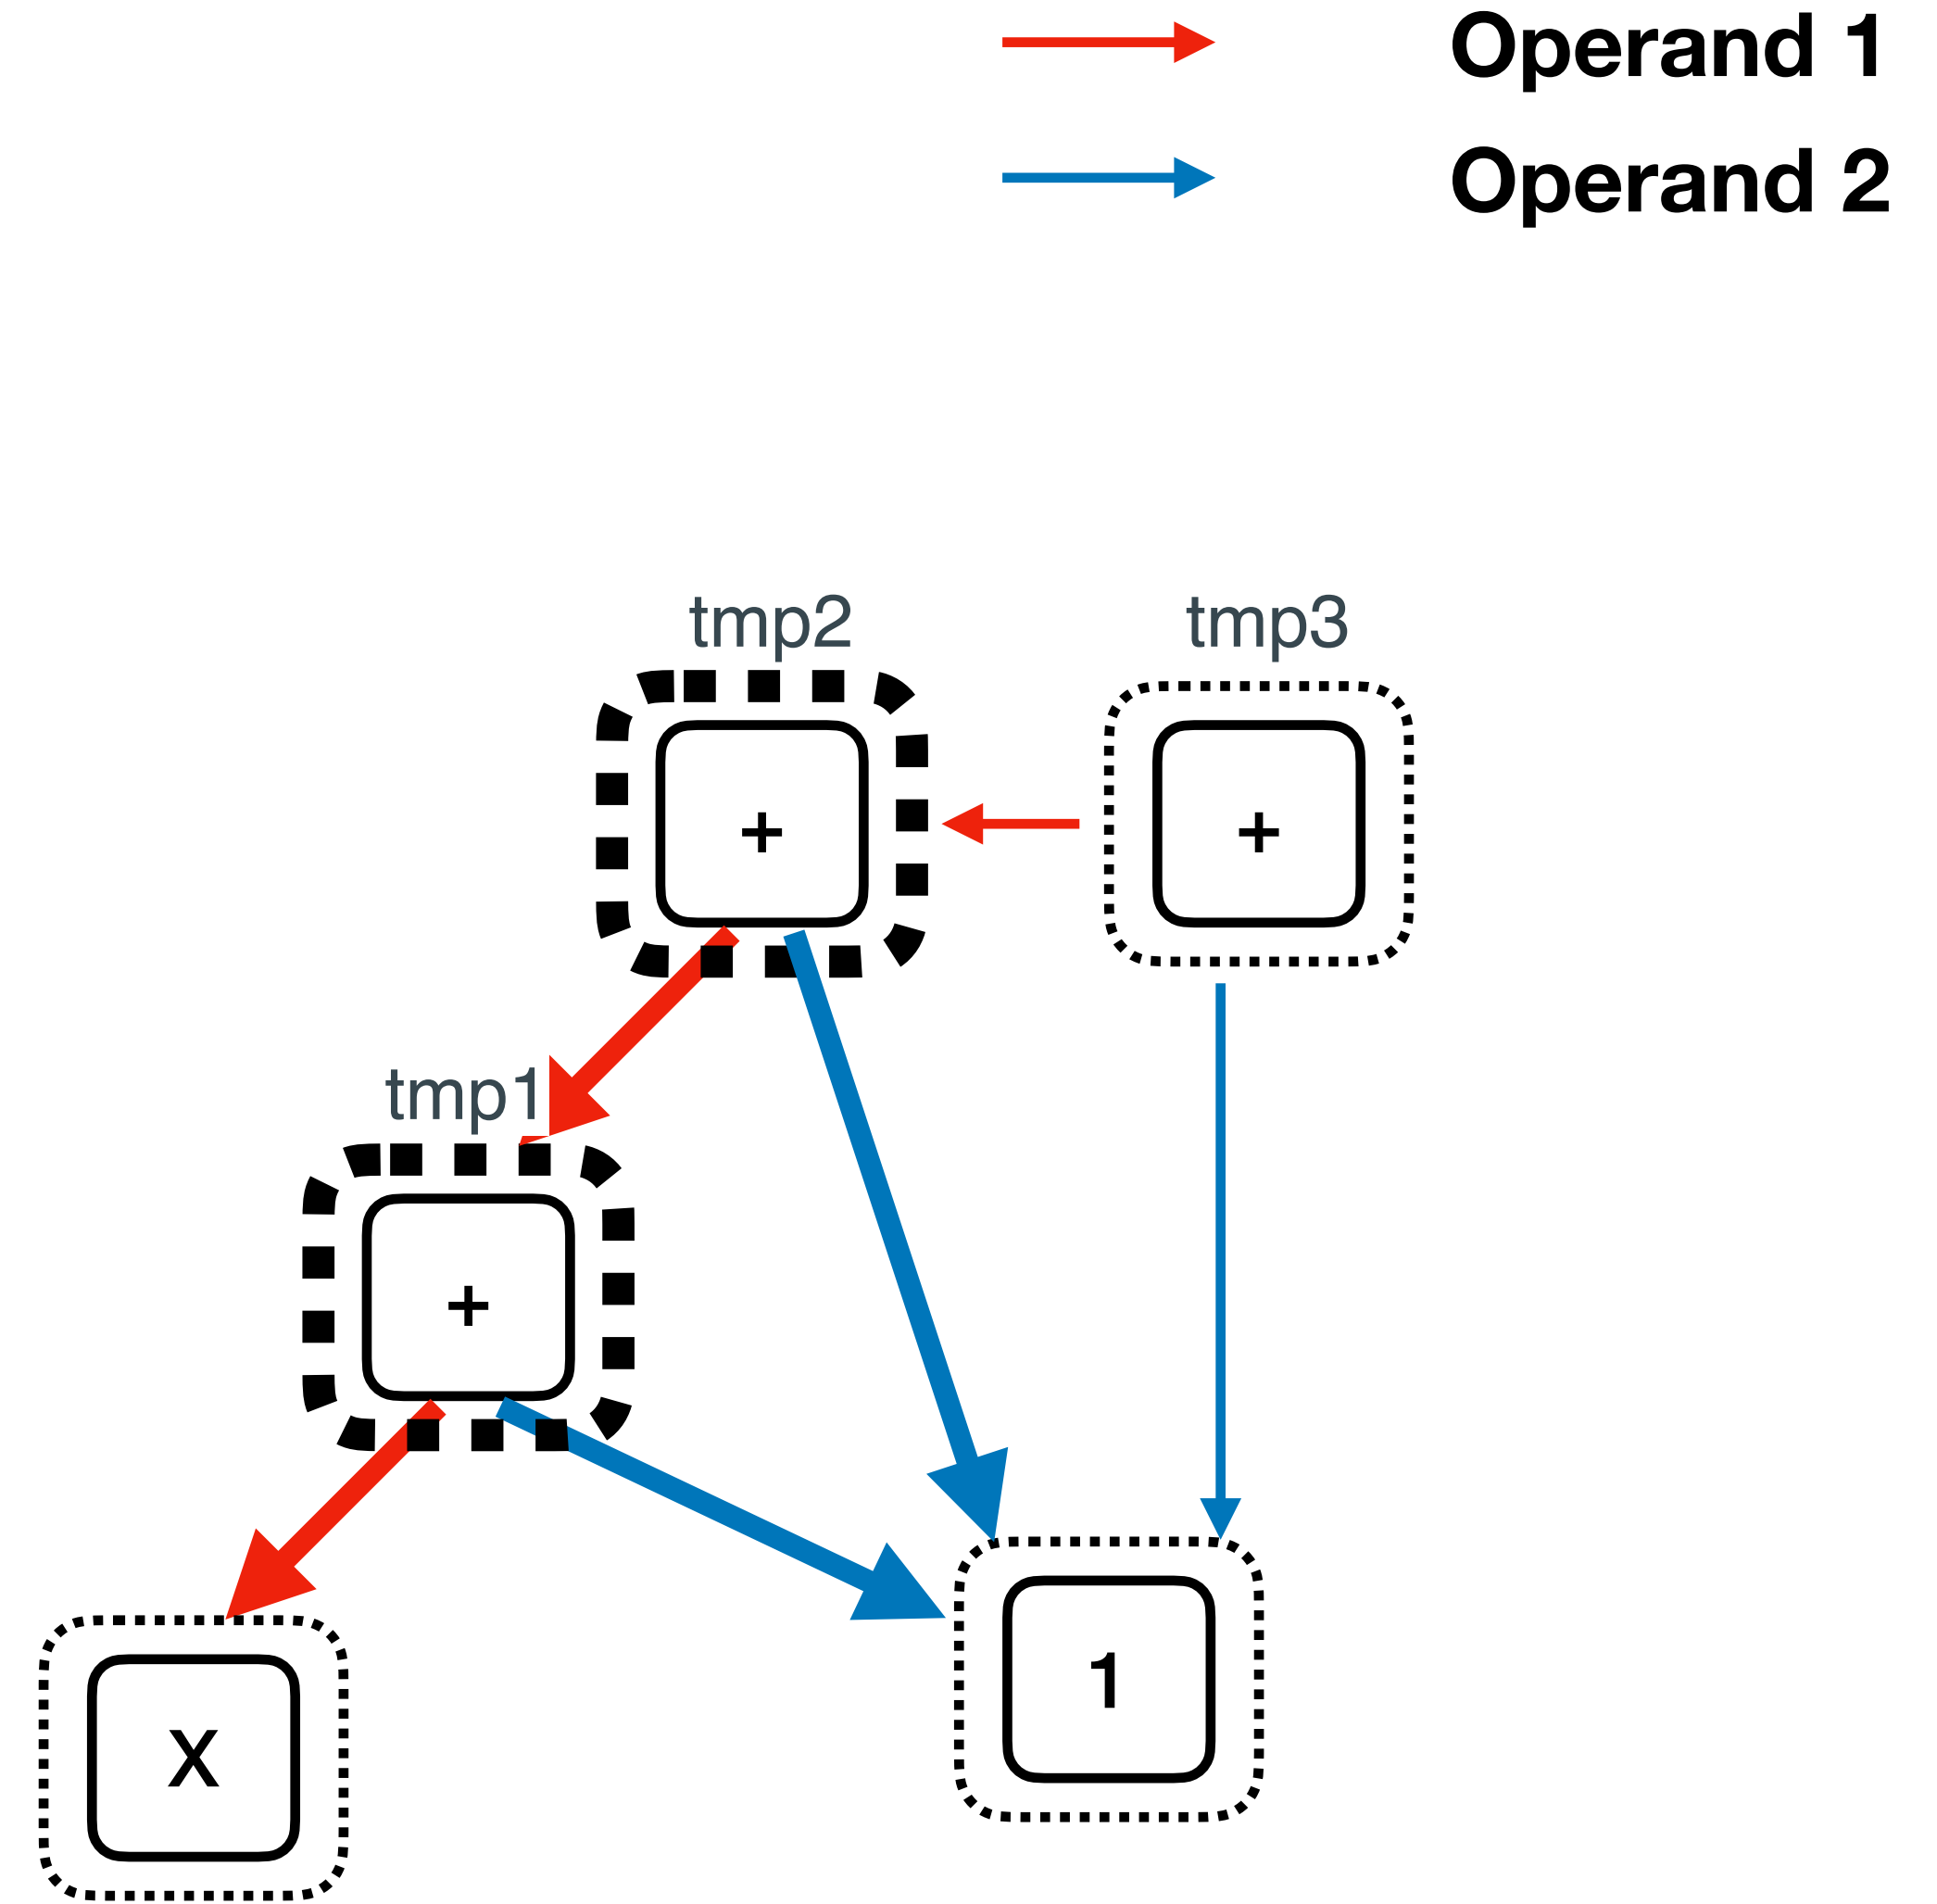 Operand 1
Operand 2
tmp2
tmp3
+
+
tmp1
+
1
X